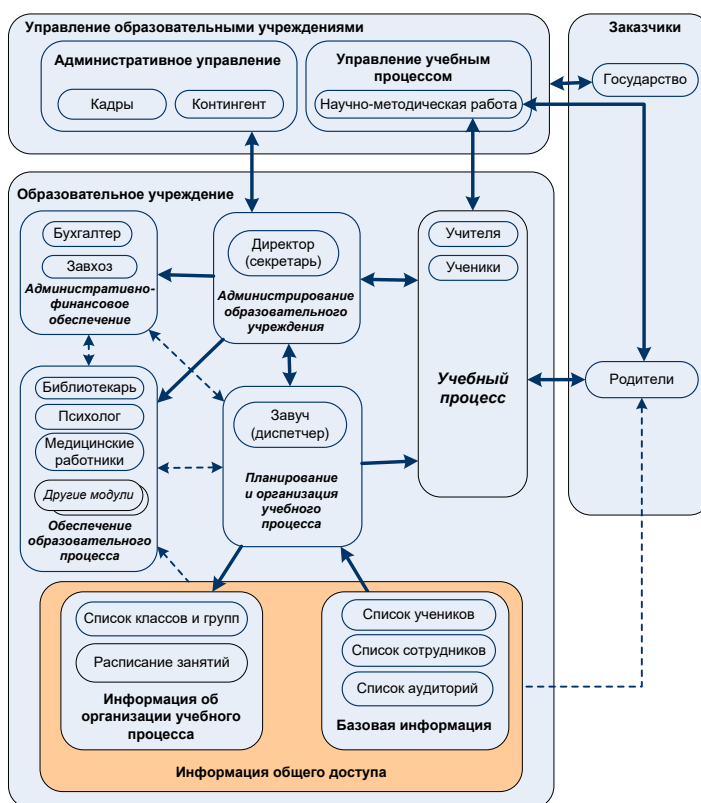 Управление образовательными учреждениями
Административное управление
Кадры
Контингент
Управление учебным
процессом
Научно-методическая работа
Заказчики
Государство
Родители
Образовательное учреждение
Бухгалтер
Завхоз
Административно-
финансовое
обеспечение
Директор
(секретарь)
Администрирование
образовательного
учреждения
Учителя
Ученики
Учебный
процесс
Библиотекарь
Психолог
Медицинские
работники
Другие модули
Обеспечение
образовательного
процесса
Завуч
(диспетчер)
Планирование
и организация
учебного
процесса
Список классов и групп
Расписание занятий
Информация об
организации учебного
процесса
Список учеников
Список сотрудников
Список аудиторий
Базовая информация
Информация общего доступа